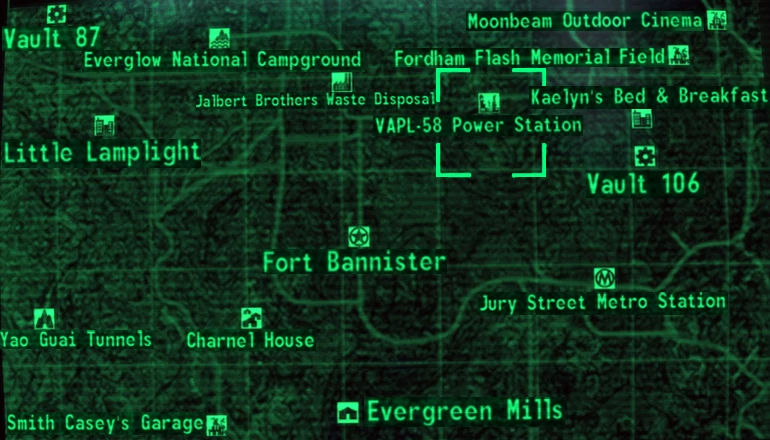 Moonbeam Outdoor Cinema
Vault 87
Everglow National Campground
Fordham Flash Memorial Field
Jalbert Brothers Waste Disposal
Kaelyn's Bed & Breakfast
VAPL-58 Power Station
Little Lamplight
Vault 106
Fort Bannister
Jury Street Metro Station
Yao Guai Tunnels
Charnel House
Evergreen Mills
Smith Casey's Garage